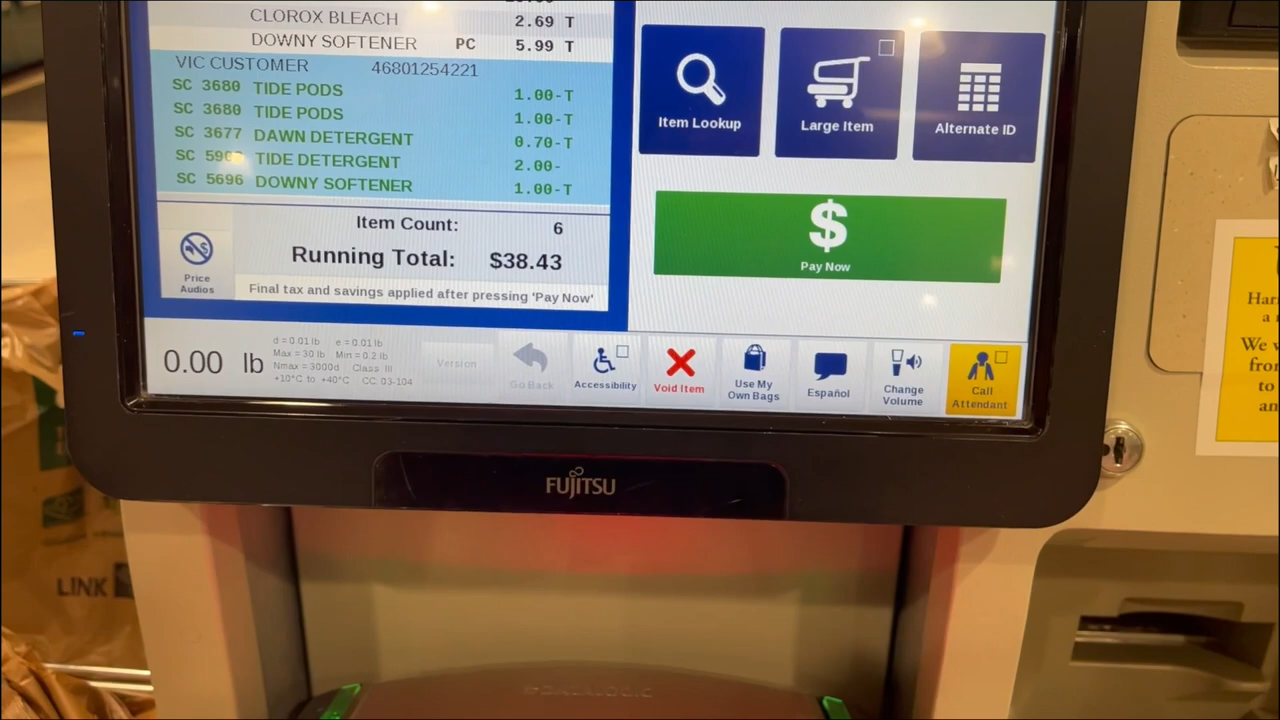 CLOROX BLEACH 2.69 T
DOWNY SOFTENER PC 5.99 T
VIC CUSTOMER 46801254221
SC 3680 TIDE PODS 1.00-T
SC 3680 TIDE PODS 1.00-T
SC 3677 DAWN DETERGENT 0.70-T
SC TIDE DETERGENT 2.00-
SC 5696 DOWNY SOFTENER 1.00-T
Item Count: 6
Running Total: $38.43
Price
Audios
Final tax and savings applied after pressing 'Pay Now'
Item Lookup
Large Item
Alternate ID
$
Pay Now
0.00 lb
d = 0.01 lb e = 0.01 lb
Max = 30 lb Min = 0.2 lb
Nmax = 3000d Class III
+10°C to +40°C CC 03-104
Version
Go Back
Accessibility
Void Item
Use My
Own Bags
Español
Change
Volume
Call
Attendant
FUJITSU
LINK
DATALOGIC
a
We
to